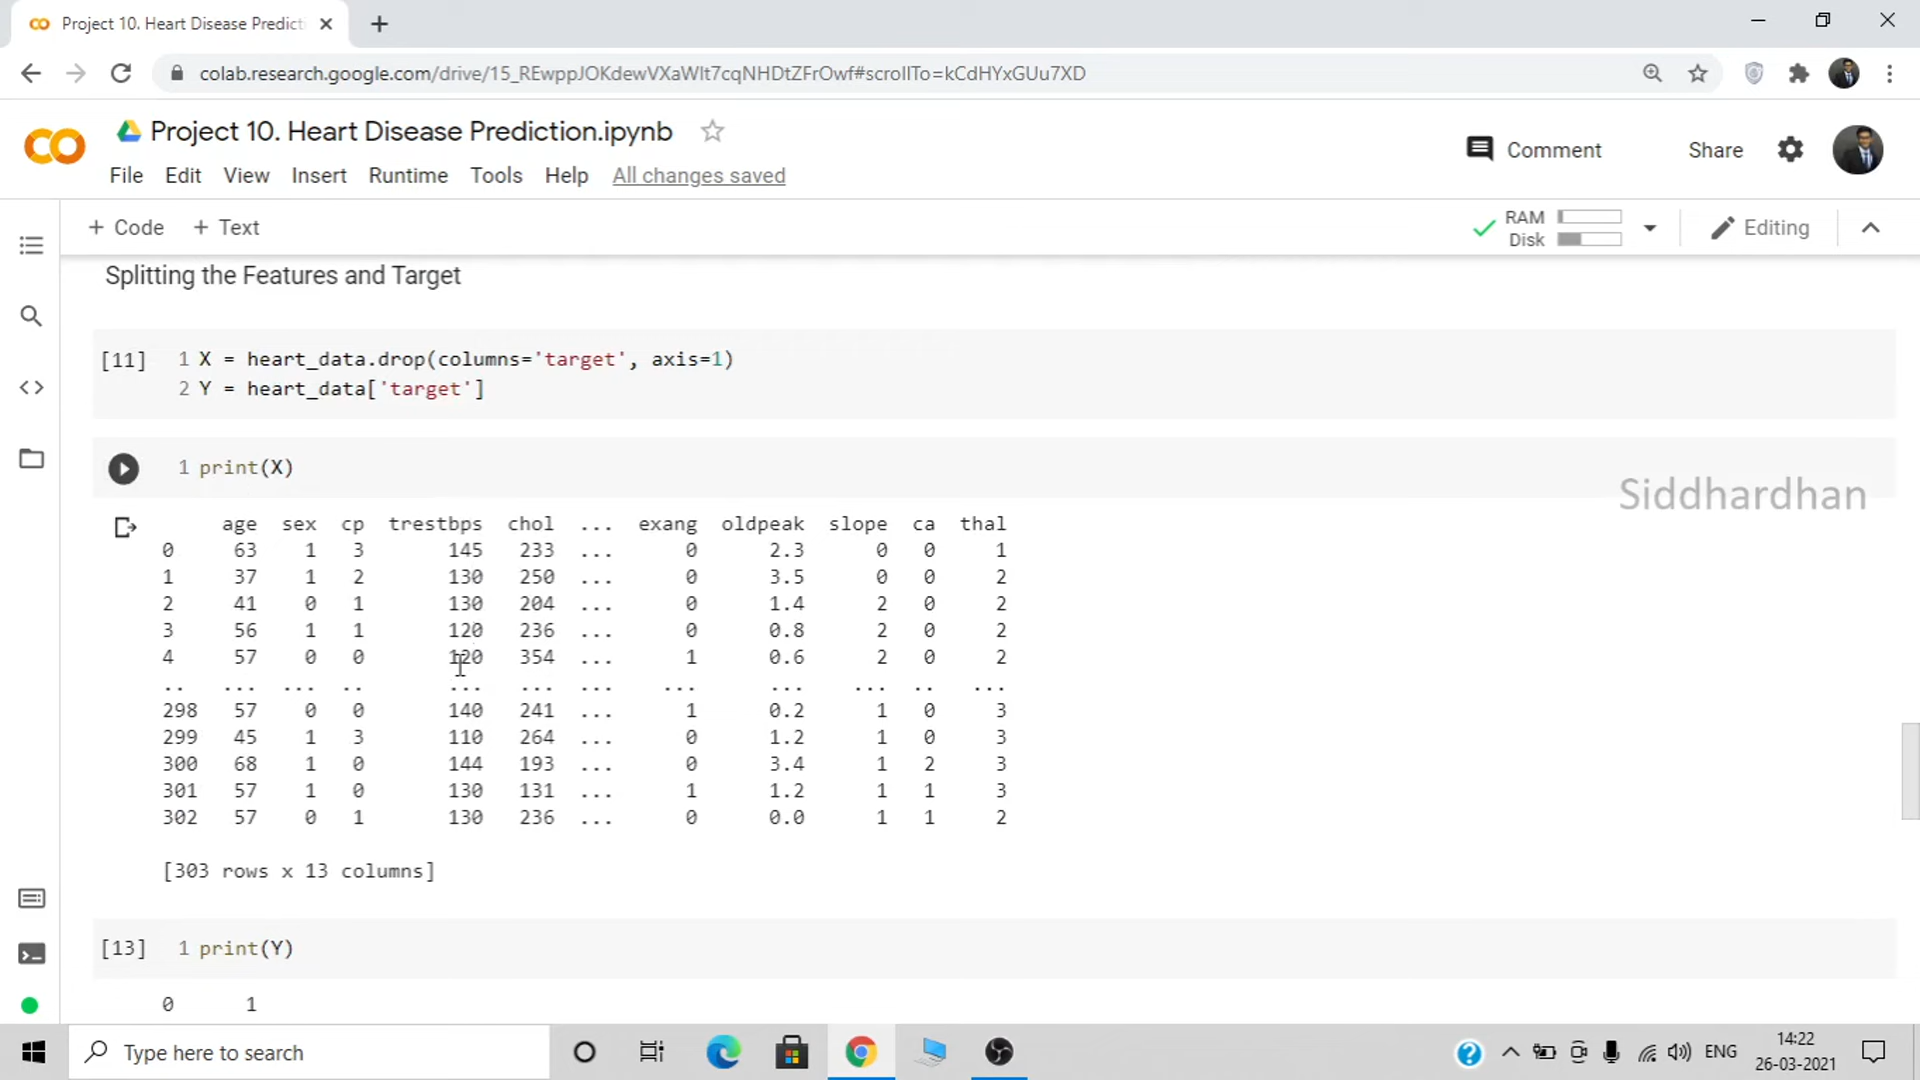 Project 10. Heart Disease Predicti
colab.research.google.com/drive/15_REwppJOKdewVXaWIt7cqNHDtZFrOwf#scrollTo=kCdHYxGUu7XD
Project 10. Heart Disease Prediction.ipynb
Comment
Share
File Edit View Insert Runtime Tools Help All changes saved
+ Code + Text
RAM
Disk
Editing
Splitting the Features and Target
[11] 1 X = heart_data.drop(columns='target', axis=1)
2 Y = heart_data['target']
1 print(X)
Siddhardhan
age sex cp trestbps chol ... exang oldpeak slope ca thal
0 63 1 3 145 233 ... 0 2.3 0 0 1
1 37 1 2 130 250 ... 0 3.5 0 0 2
2 41 0 1 130 204 ... 0 1.4 2 0 2
3 56 1 1 120 236 ... 0 0.8 2 0 2
4 57 0 0 120 354 ... 1 0.6 2 0 2
.. ... ... .. ... ... ... ... ... ... .. ...
298 57 0 0 140 241 ... 1 0.2 1 0 3
299 45 1 3 110 264 ... 0 1.2 1 0 3
300 68 1 0 144 193 ... 0 3.4 1 2 3
301 57 1 0 130 131 ... 1 1.2 1 1 3
302 57 0 1 130 236 ... 0 0.0 1 1 2
[303 rows x 13 columns]
[13] 1 print(Y)
0 1
Type here to search
ENG
14:22
26-03-2021